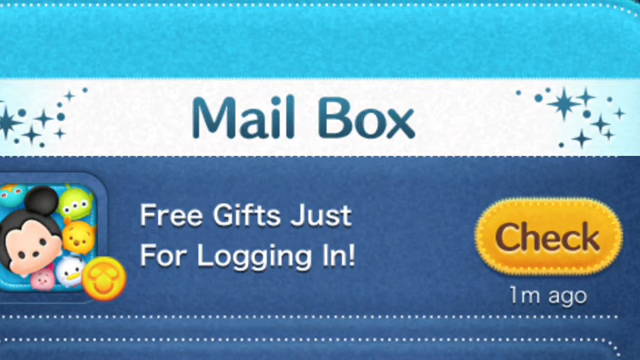 Mail Box
Free Gifts Just
For Logging In!
Check
1m ago